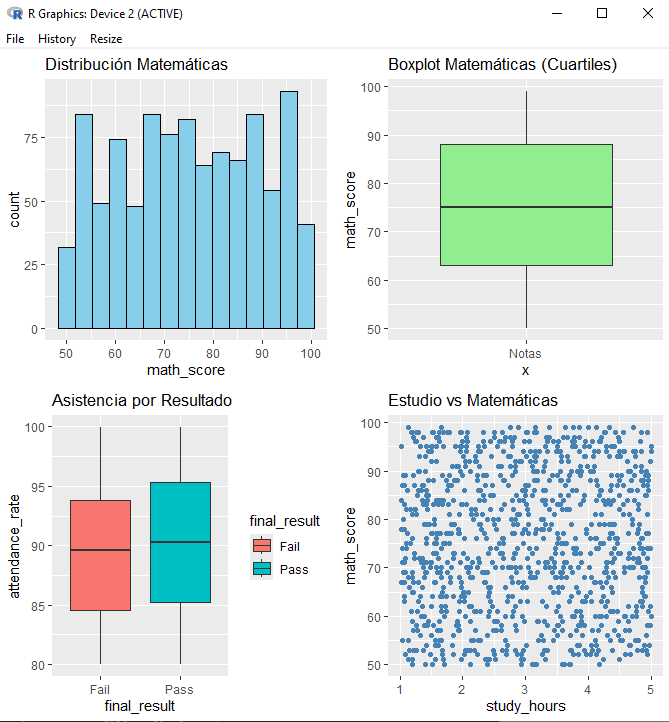 R Graphics: Device 2 (ACTIVE)
File History Resize
Distribución Matemáticas
count
75
50
25
0
50 60 70 80 90 100
math_score
Boxplot Matemáticas (Cuartiles)
math_score
100
90
80
70
60
50
Notas
x
Asistencia por Resultado
attendance_rate
100
95
90
85
80
Fail Pass
final_result
final_result
Fail
Pass
Estudio vs Matemáticas
math_score
100
90
80
70
60
50
1 2 3 4 5
study_hours